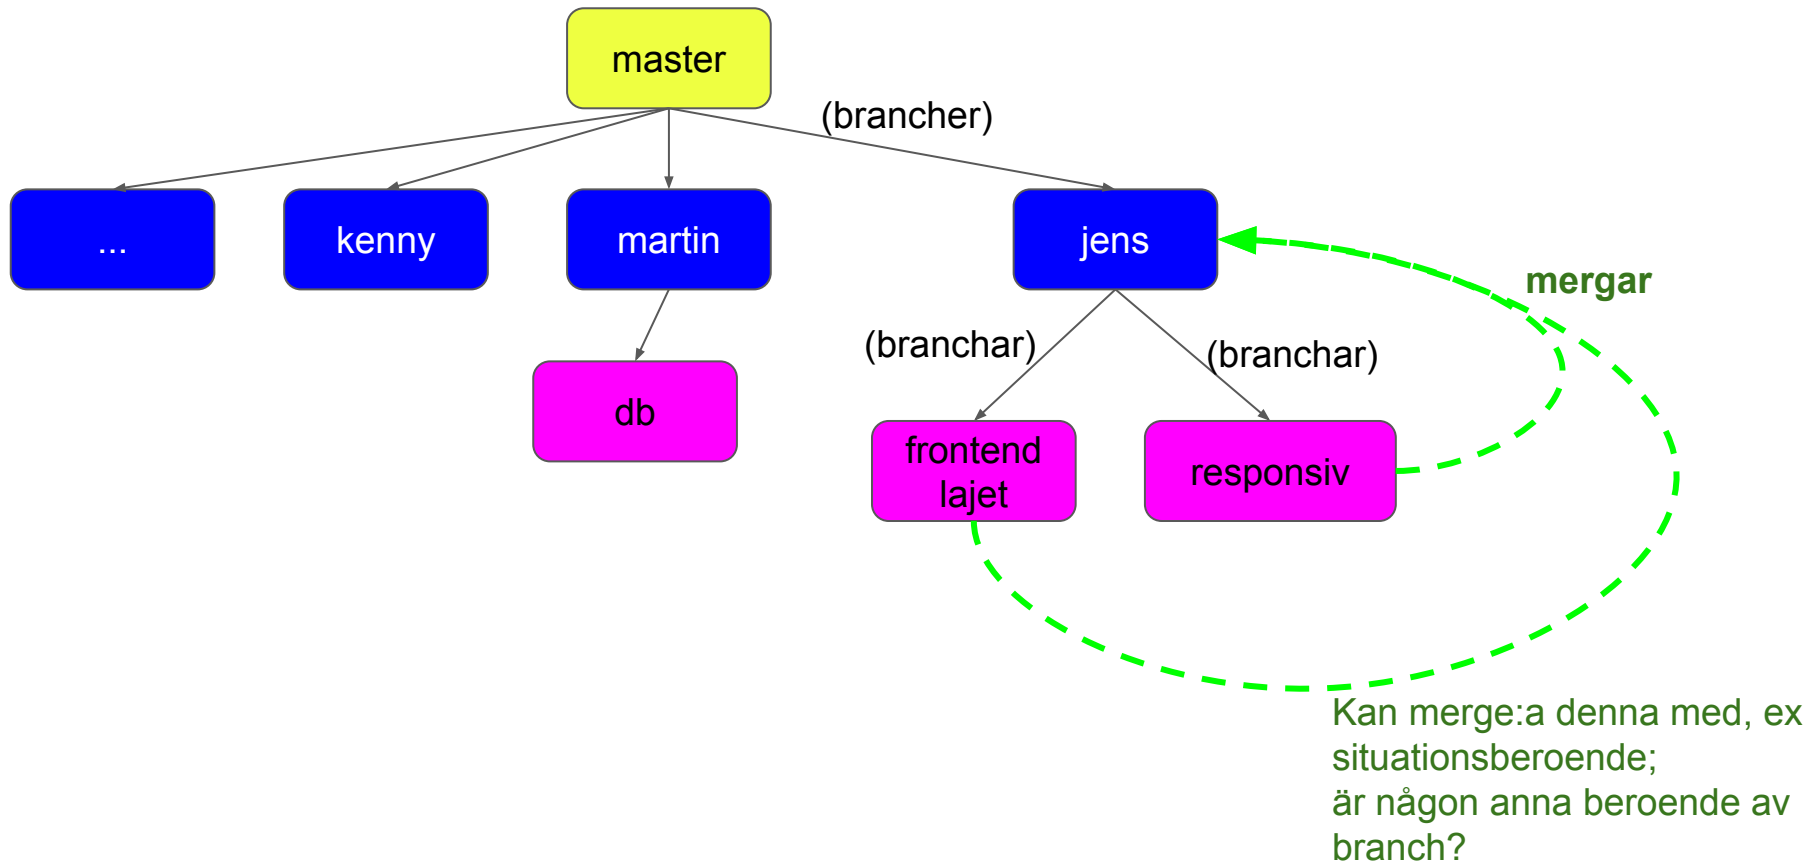 master
(brancher)
...
kenny
martin
jens
mergar
(branchar)
(branchar)
db
frontend
lajet
responsiv
Kan merge:a denna med, ex
situationsberoende;
är någon anna beroende av
branch?